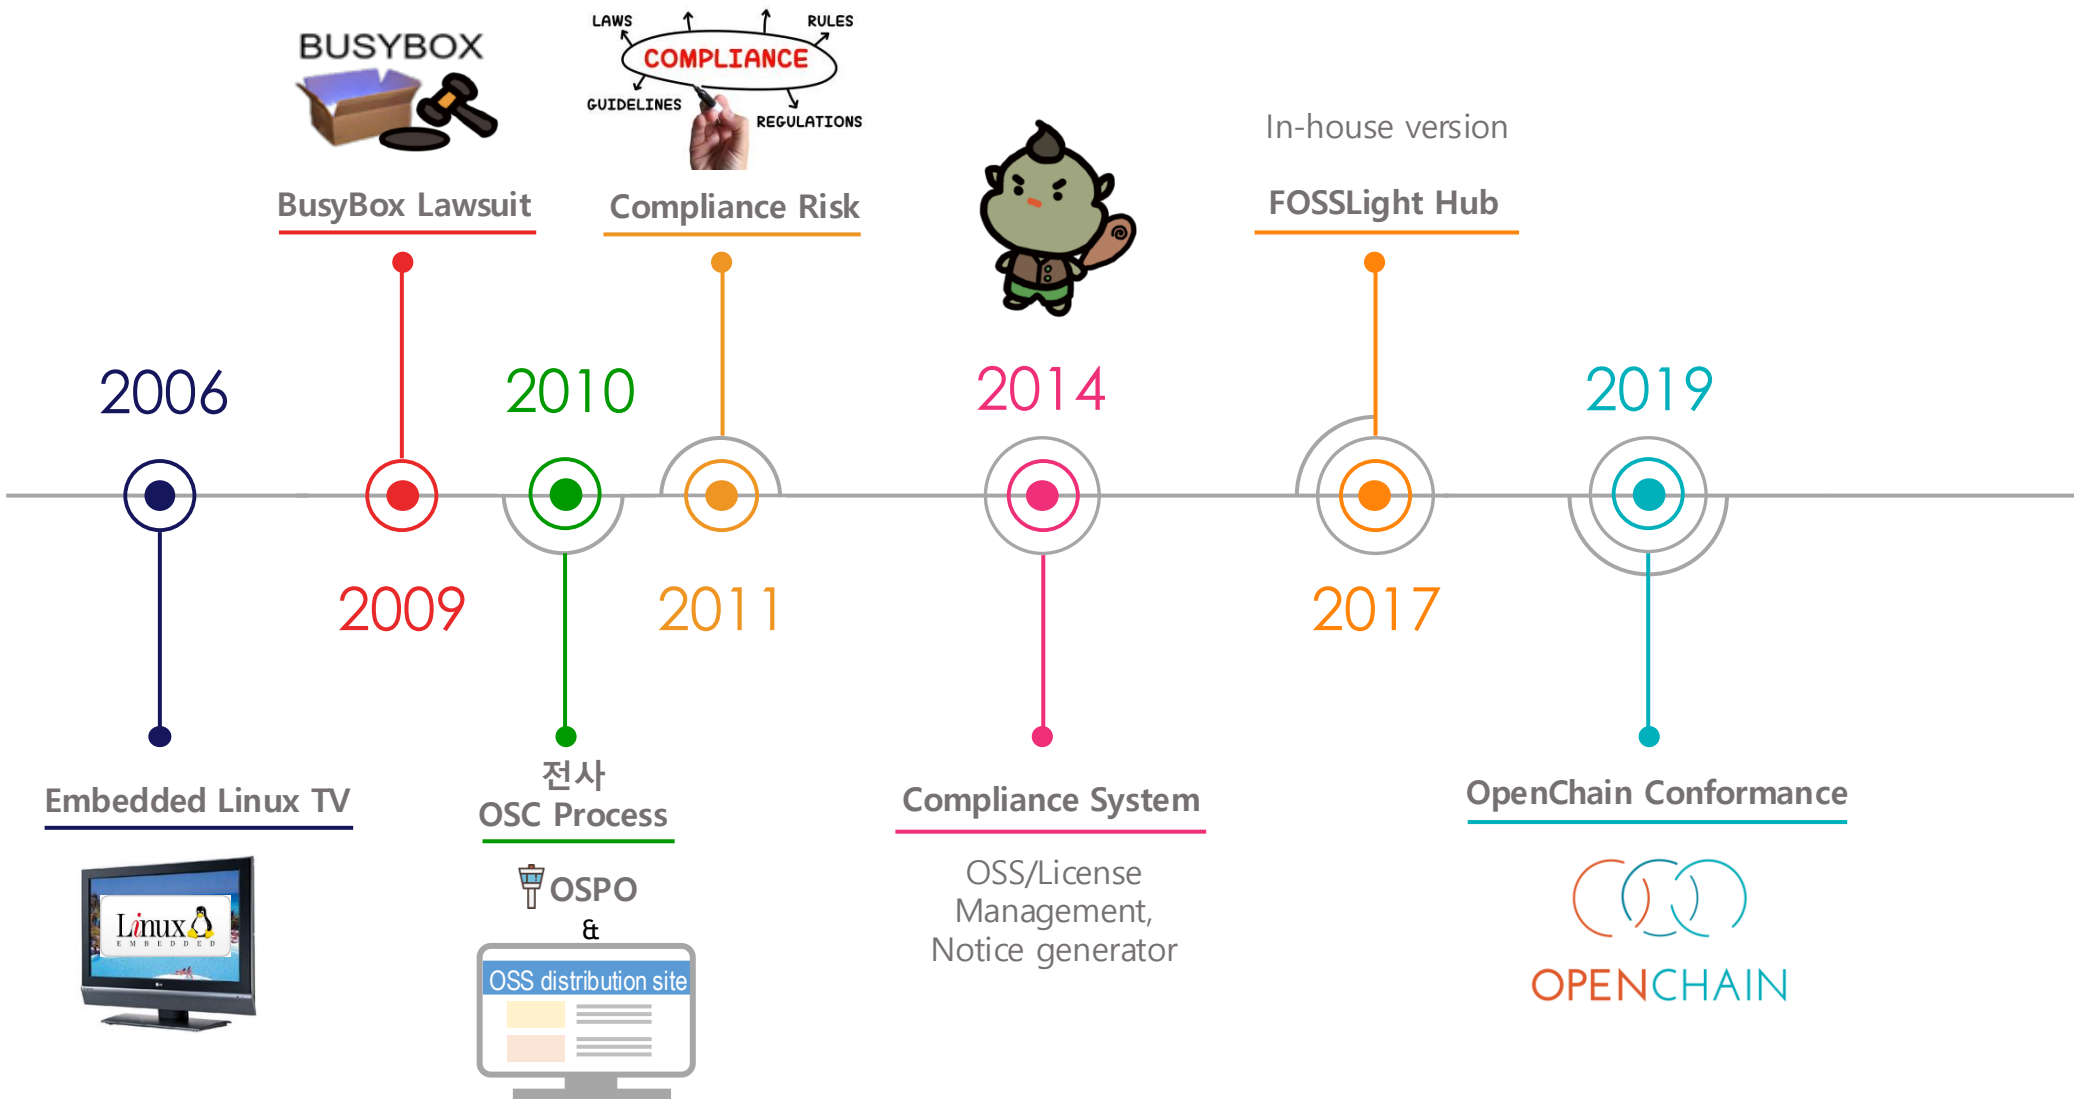 BUSYBOX
BusyBox Lawsuit
LAWS
RULES
COMPLIANCE
GUIDELINES
REGULATIONS
Compliance Risk
In-house version
FOSSLight Hub
2006
2009
2010
2011
2014
2017
2019
Embedded Linux TV
Linux
EMBEDDED
전사
OSC Process
OSPO
&
OSS distribution site
Compliance System
OSS/License
Management,
Notice generator
OpenChain Conformance
OPENCHAIN